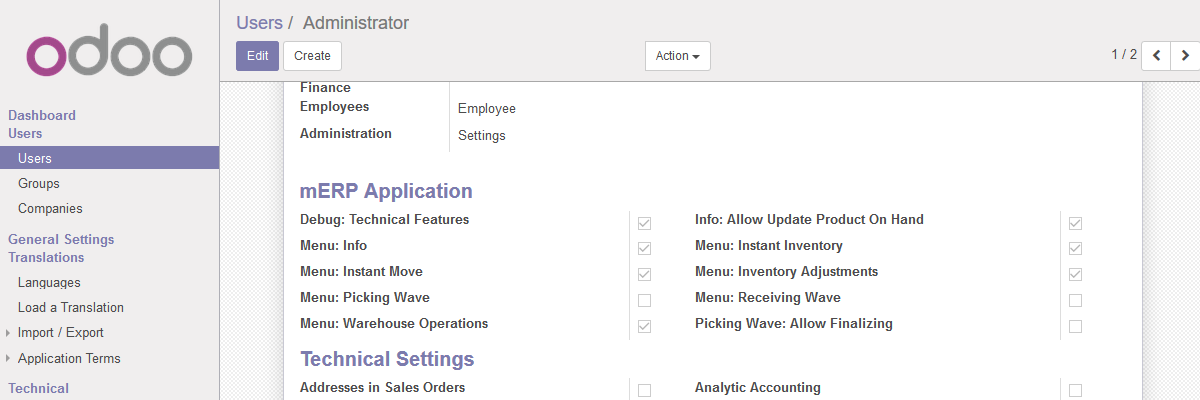 odoo
Dashboard
Users
Users
Groups
Companies
General Settings
Translations
Languages
Load a Translation
Import / Export
Application Terms
Technical
Users / Administrator
Edit Create Action 1 / 2
Finance
Employees Employee
Administration Settings
mERP Application
Debug: Technical Features Info: Allow Update Product On Hand
Menu: Info Menu: Instant Inventory
Menu: Instant Move Menu: Inventory Adjustments
Menu: Picking Wave Menu: Receiving Wave
Menu: Warehouse Operations Picking Wave: Allow Finalizing
Technical Settings
Addresses in Sales Orders Analytic Accounting